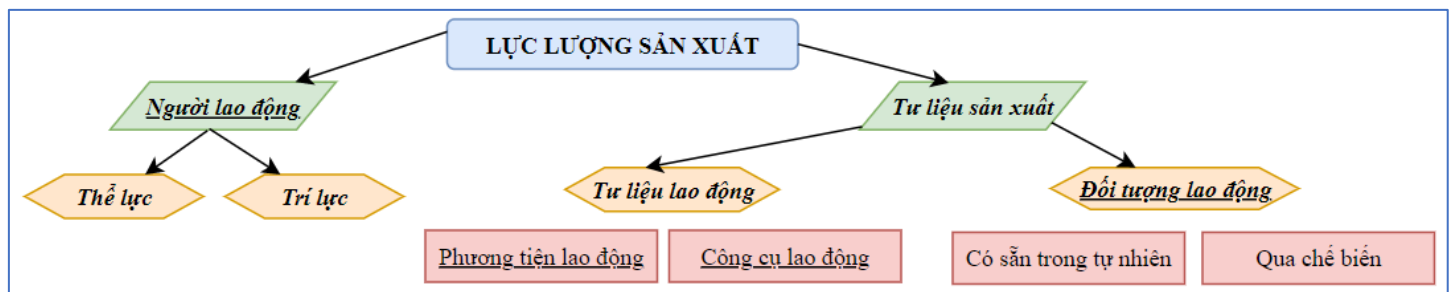 LỰC LƯỢNG SẢN XUẤT
Người lao động
Tư liệu sản xuất
Thể lực
Trí lực
Tư liệu lao động
Đối tượng lao động
Phương tiện lao động
Công cụ lao động
Có sẵn trong tự nhiên
Qua chế biến